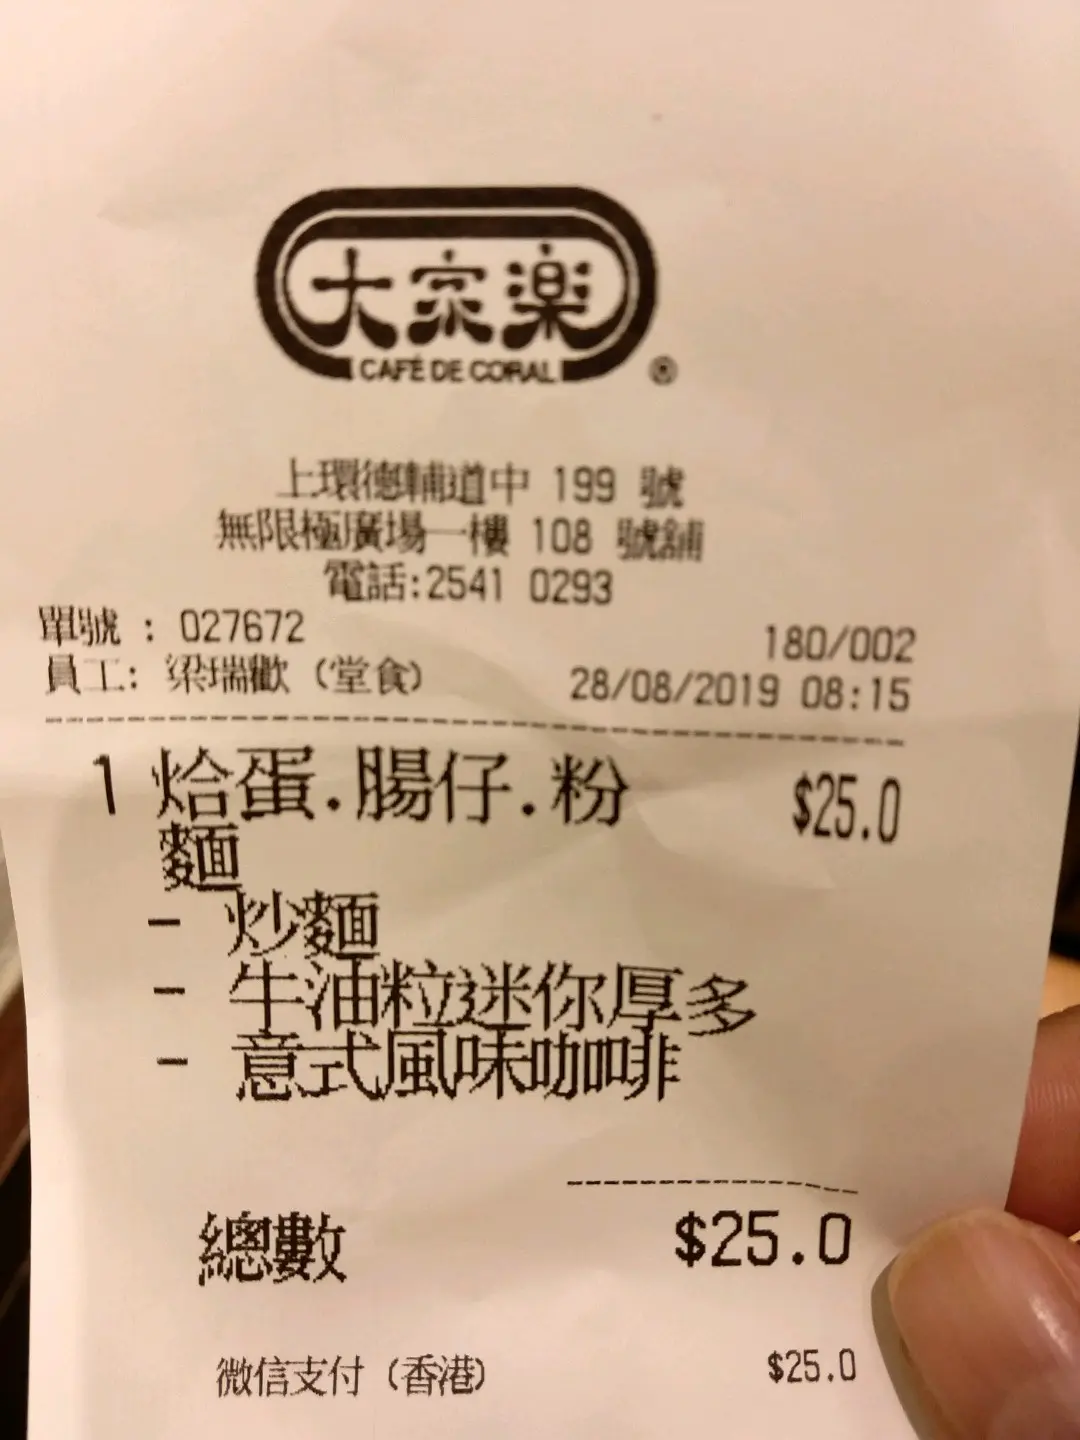 大家樂
CAFÉ DE CORAL ®
上環德輔道中 199 號
無限極廣場一樓 108 號舖
電話:2541 0293
單號 : 027672
180/002
員工: 梁瑞歡 (堂食)
28/08/2019 08:15
1 烚蛋.腸仔.粉 $25.0
麵
- 炒麵
- 牛油粒迷你厚多
- 意式風味咖啡
總數 $25.0
微信支付 (香港) $25.0